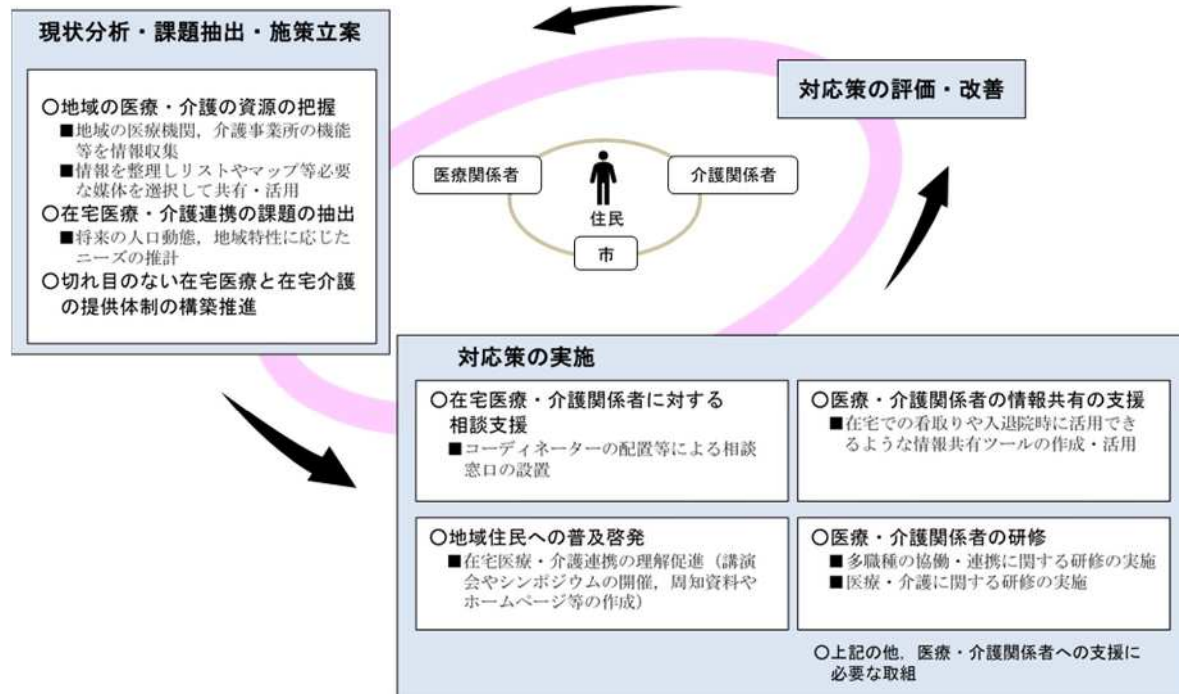 現状分析・課題抽出・施策立案
○地域の医療・介護の資源の把握
■地域の医療機関，介護事業所の機能
等を情報収集
■情報を整理しリストやマップ等必要
な媒体を選択して共有・活用
○在宅医療・介護連携の課題の抽出
■将来の人口動態，地域特性に応じた
ニーズの推計
○切れ目のない在宅医療と在宅介護
の提供体制の構築推進
対応策の評価・改善
医療関係者
介護関係者
住民
市
対応策の実施
○在宅医療・介護関係者に対する
相談支援
■コーディネーターの配置等による相談
窓口の設置
○医療・介護関係者の情報共有の支援
■在宅での看取りや入退院時に活用でき
るような情報共有ツールの作成・活用
○地域住民への普及啓発
■在宅医療・介護連携の理解促進（講演
会やシンポジウムの開催，周知資料や
ホームページ等の作成）
○医療・介護関係者の研修
■多職種の協働・連携に関する研修の実施
■医療・介護に関する研修の実施
○上記の他，医療・介護関係者への支援に
必要な取組